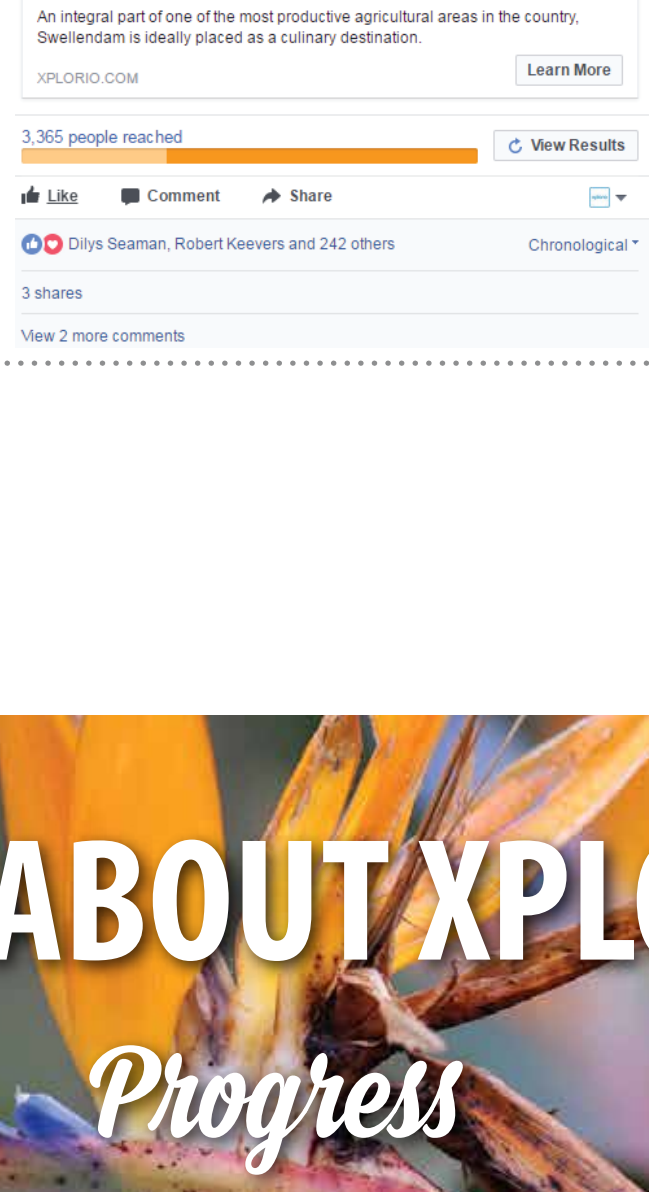 An integral part of one of the most productive agricultural areas in the country,
Swellendam is ideally placed as a culinary destination.
XPLORIO.COM
Learn More
3,365 people reached
View Results
Like Comment Share
Dilys Seaman, Robert Keevers and 242 others
Chronological
3 shares
View 2 more comments
ABOUT XPLO
Progress